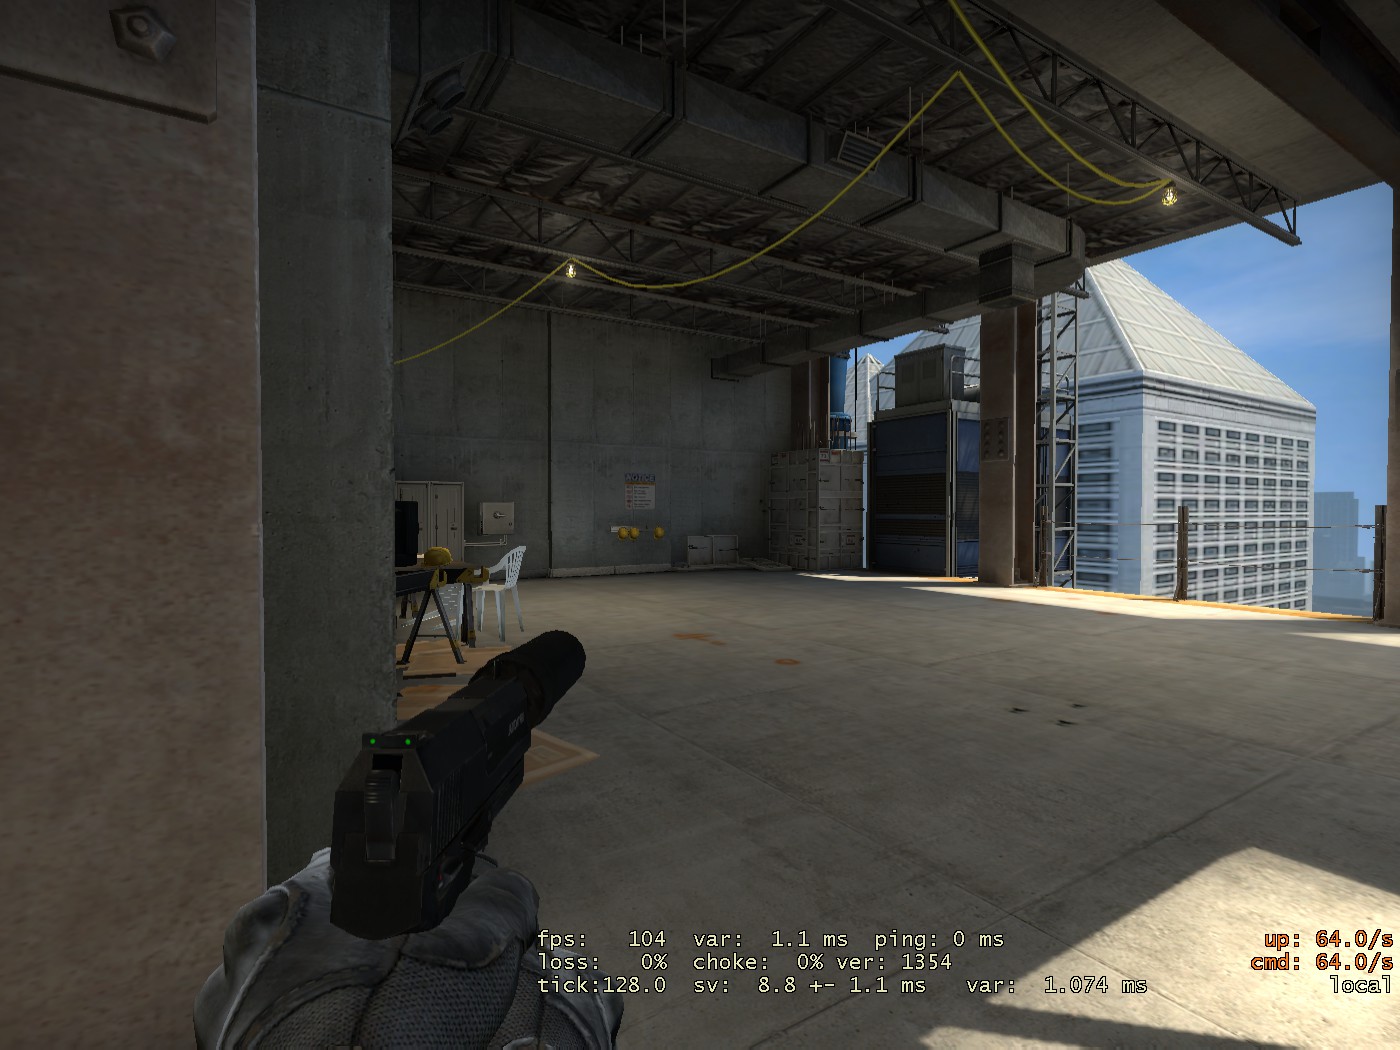 NOTICE
fps: 104 var: 1.1 ms ping: 0 ms
loss: 0% choke: 0% ver: 1354
tick:128.0 sv: 8.8 +- 1.1 ms var: 1.074 ms
up: 64.0/s
cmd: 64.0/s
local